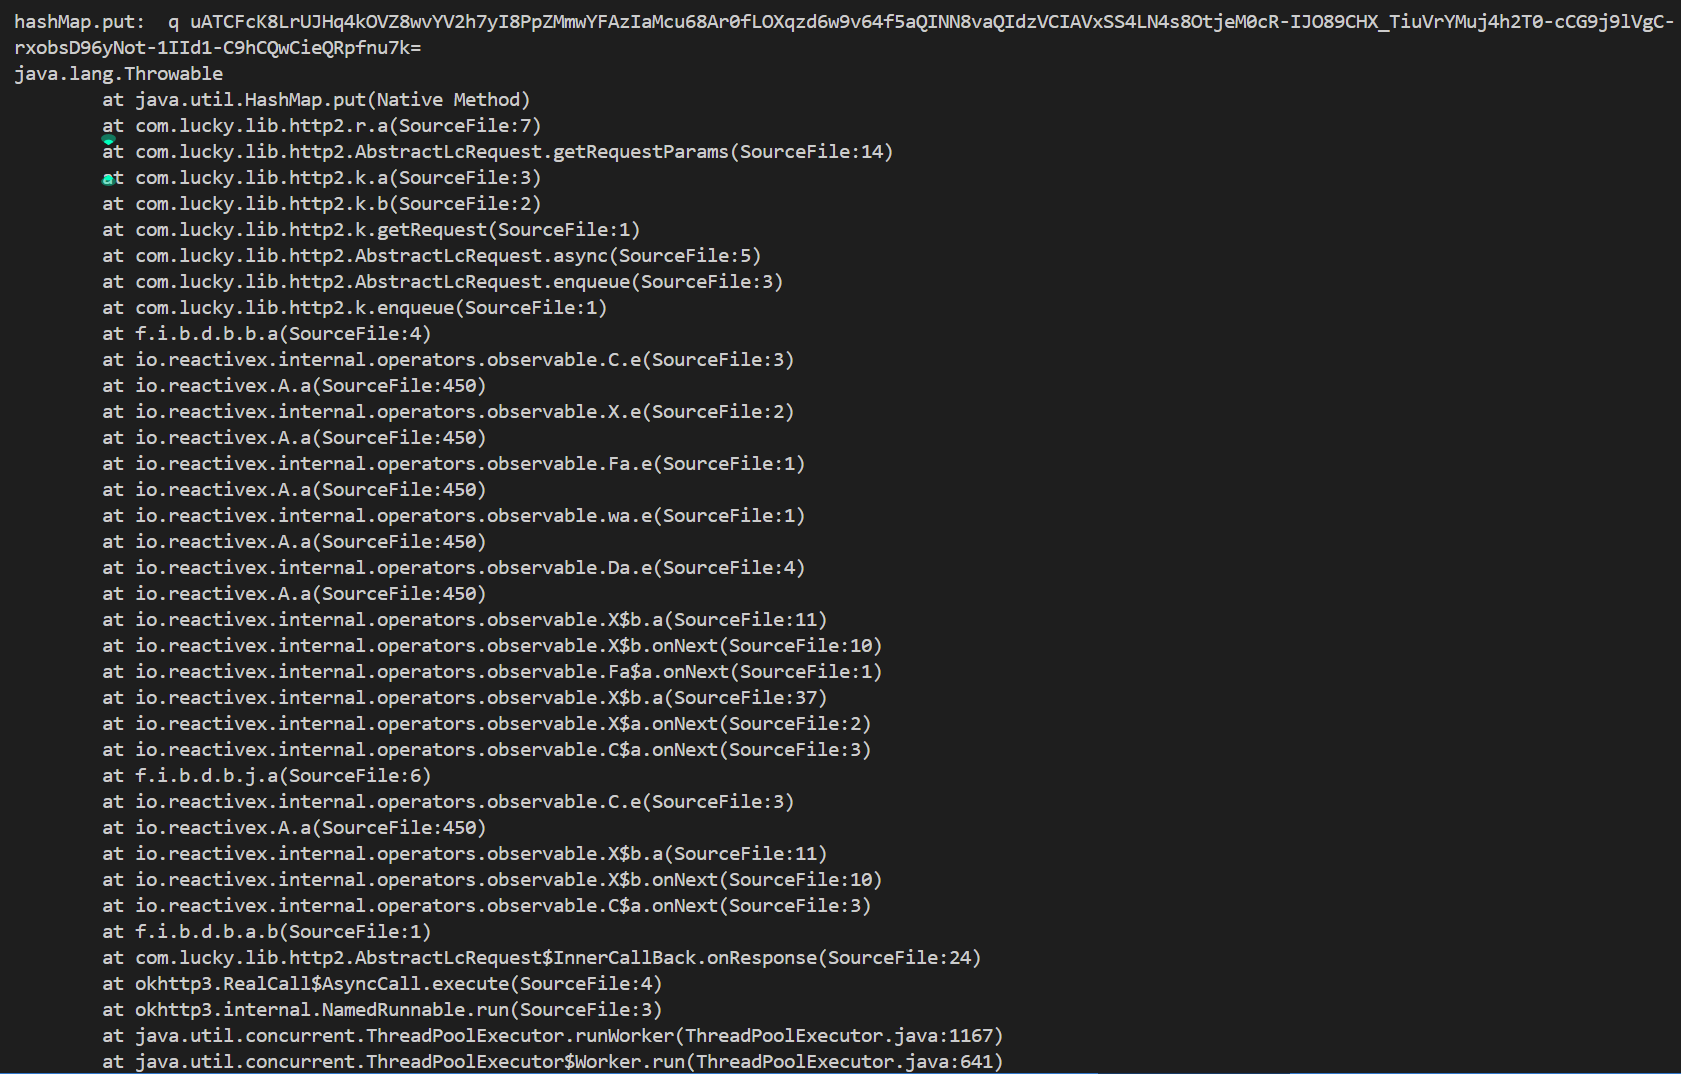 hashMap.put:  q uATCFcK8LrUJHq4kOVZ8wvYV2h7yI8PpZMmwYFAzIaMcu68Ar0fLOXqzd6w9v64f5aQINN8vaQIdzVCIAVxSS4LN4s8OtjeM0cR-IJO89CHX_TiuVrYMuj4h2T0-cCG9j9lVgC-
rxobsD96yNot-1IId1-C9hCQwCieQRpfnu7k=
java.lang.Throwable
at java.util.HashMap.put(Native Method)
at com.lucky.lib.http2.r.a(SourceFile:7)
at com.lucky.lib.http2.AbstractLcRequest.getRequestParams(SourceFile:14)
at com.lucky.lib.http2.k.a(SourceFile:3)
at com.lucky.lib.http2.k.b(SourceFile:2)
at com.lucky.lib.http2.k.getRequest(SourceFile:1)
at com.lucky.lib.http2.AbstractLcRequest.async(SourceFile:5)
at com.lucky.lib.http2.AbstractLcRequest.enqueue(SourceFile:3)
at com.lucky.lib.http2.k.enqueue(SourceFile:1)
at f.i.b.d.b.b.a(SourceFile:4)
at io.reactivex.internal.operators.observable.C.e(SourceFile:3)
at io.reactivex.A.a(SourceFile:450)
at io.reactivex.internal.operators.observable.X.e(SourceFile:2)
at io.reactivex.A.a(SourceFile:450)
at io.reactivex.internal.operators.observable.Fa.e(SourceFile:1)
at io.reactivex.A.a(SourceFile:450)
at io.reactivex.internal.operators.observable.wa.e(SourceFile:1)
at io.reactivex.A.a(SourceFile:450)
at io.reactivex.internal.operators.observable.Da.e(SourceFile:4)
at io.reactivex.A.a(SourceFile:450)
at io.reactivex.internal.operators.observable.X$b.a(SourceFile:11)
at io.reactivex.internal.operators.observable.X$b.onNext(SourceFile:10)
at io.reactivex.internal.operators.observable.Fa$a.onNext(SourceFile:1)
at io.reactivex.internal.operators.observable.X$b.a(SourceFile:37)
at io.reactivex.internal.operators.observable.X$a.onNext(SourceFile:2)
at io.reactivex.internal.operators.observable.C$a.onNext(SourceFile:3)
at f.i.b.d.b.j.a(SourceFile:6)
at io.reactivex.internal.operators.observable.C.e(SourceFile:3)
at io.reactivex.A.a(SourceFile:450)
at io.reactivex.internal.operators.observable.X$b.a(SourceFile:11)
at io.reactivex.internal.operators.observable.X$b.onNext(SourceFile:10)
at io.reactivex.internal.operators.observable.C$a.onNext(SourceFile:3)
at f.i.b.d.b.a.b(SourceFile:1)
at com.lucky.lib.http2.AbstractLcRequest$InnerCallBack.onResponse(SourceFile:24)
at okhttp3.RealCall$AsyncCall.execute(SourceFile:4)
at okhttp3.internal.NamedRunnable.run(SourceFile:3)
at java.util.concurrent.ThreadPoolExecutor.runWorker(ThreadPoolExecutor.java:1167)
at java.util.concurrent.ThreadPoolExecutor$Worker.run(ThreadPoolExecutor.java:641)